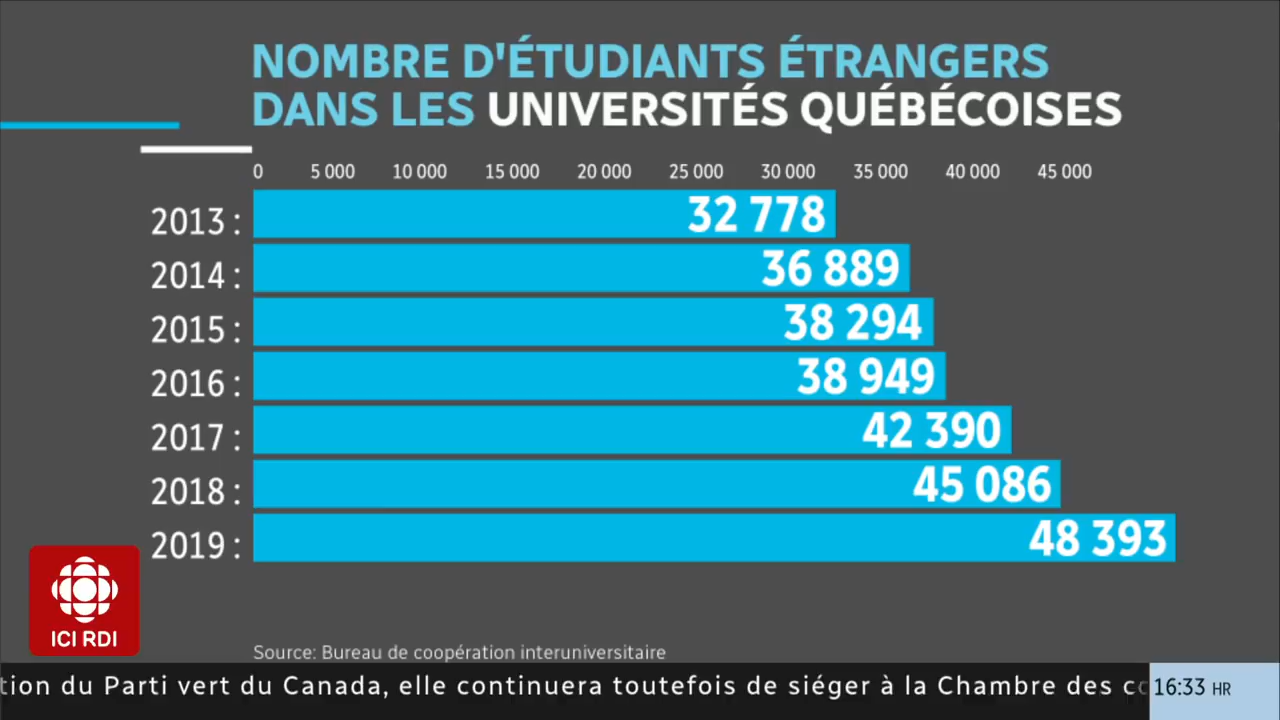 NOMBRE D'ÉTUDIANTS ÉTRANGERS
DANS LES UNIVERSITÉS QUÉBÉCOISES
0 5 000 10 000 15 000 20 000 25 000 30 000 35 000 40 000 45 000
2013 : 32 778
2014 : 36 889
2015 : 38 294
2016 : 38 949
2017 : 42 390
2018 : 45 086
2019 : 48 393
ICI RDI
Source: Bureau de coopération interuniversitaire
tion du Parti vert du Canada, elle continuera toutefois de siéger à la Chambre des
16:33 HR